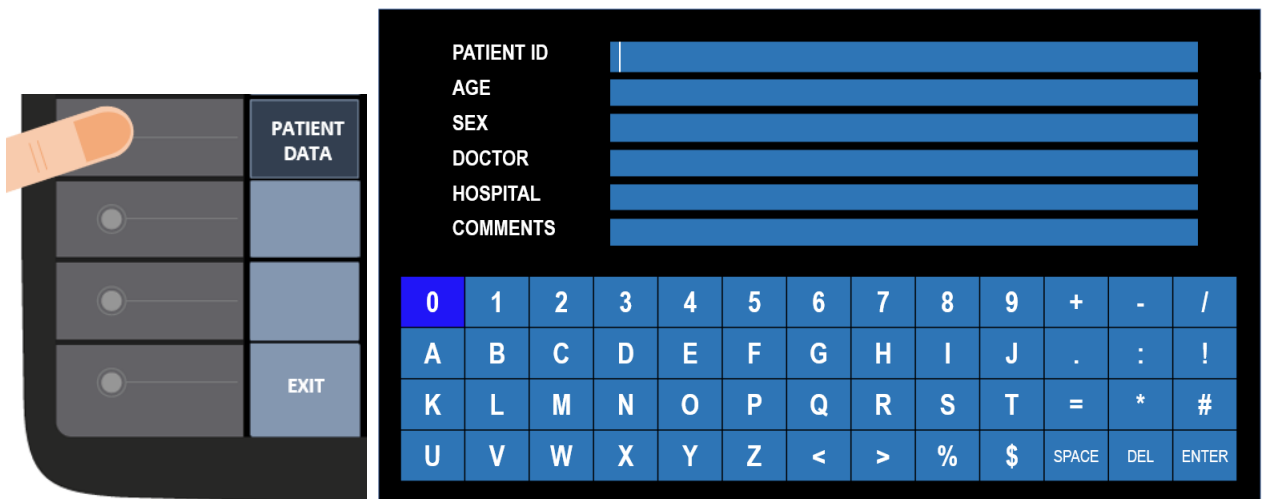 PATIENT DATA
EXIT
PATIENT ID
AGE
SEX
DOCTOR
HOSPITAL
COMMENTS
0 1 2 3 4 5 6 7 8 9 + - /
A B C D E F G H I J . : !
K L M N O P Q R S T = * #
U V W X Y Z < > % $ SPACE DEL ENTER